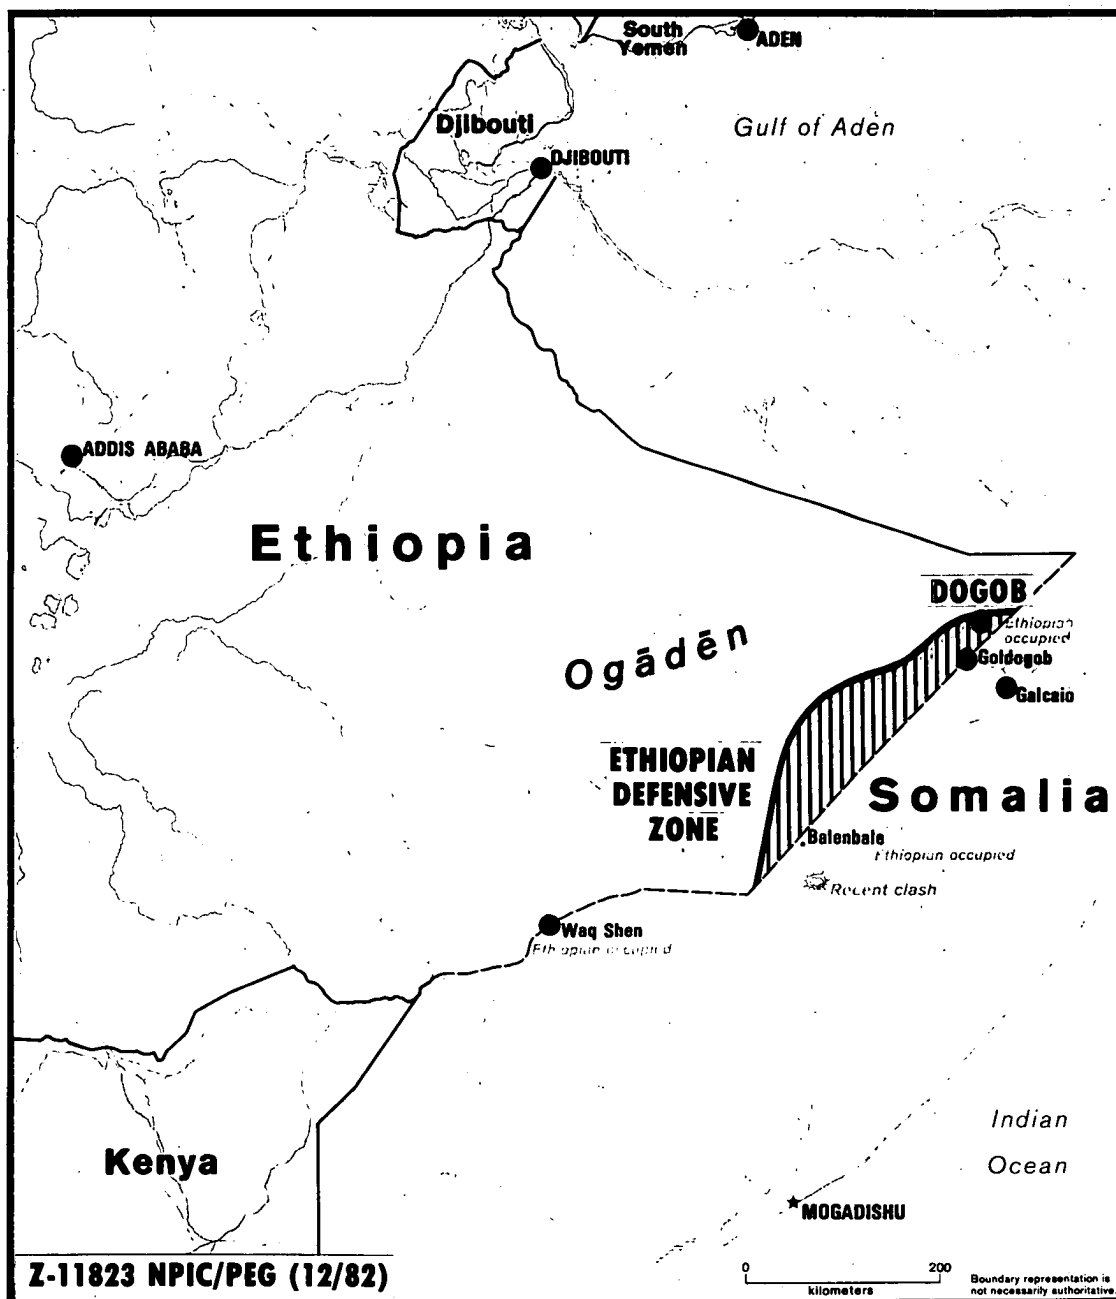 South
Yemen
ADEN
Djibouti
Gulf of Aden
DJIBOUTI
ADDIS ABABA
Ethiopia
DOGOB
Ethiopian
occupied
Ogādēn
Goldogob
Galcaio
ETHIOPIAN
DEFENSIVE
ZONE
Somalia
Balenbale
Ethiopian occupied
Recent clash
Waq Shen
Ethiopian occupied
Indian
Ocean
Kenya
MOGADISHU
Z-11823 NPIC/PEG (12/82)
0 200
kilometers
Boundary representation is
not necessarily authoritative.